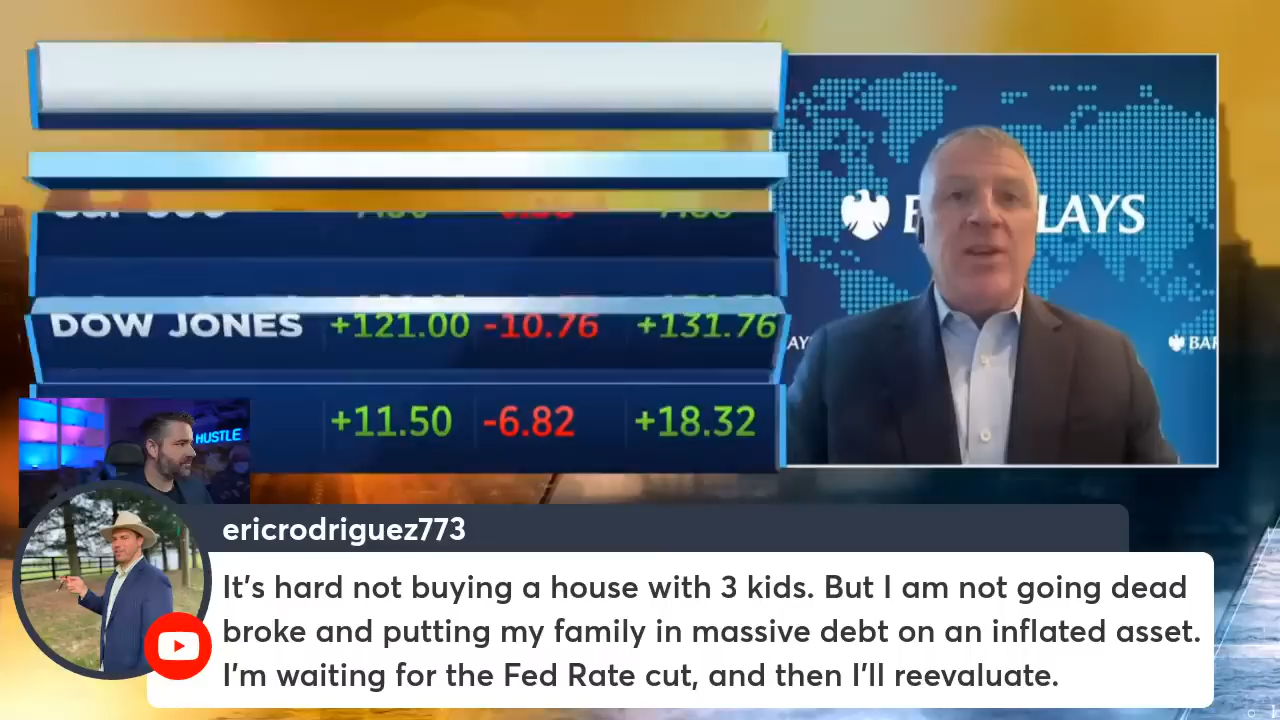 BARCLAYS
DOW JONES +121.00 -10.76 +131.76
+11.50 -6.82 +18.32
HUSTLE
ericrodriguez773
It's hard not buying a house with 3 kids. But I am not going dead
broke and putting my family in massive debt on an inflated asset.
I'm waiting for the Fed Rate cut, and then I'll reevaluate.